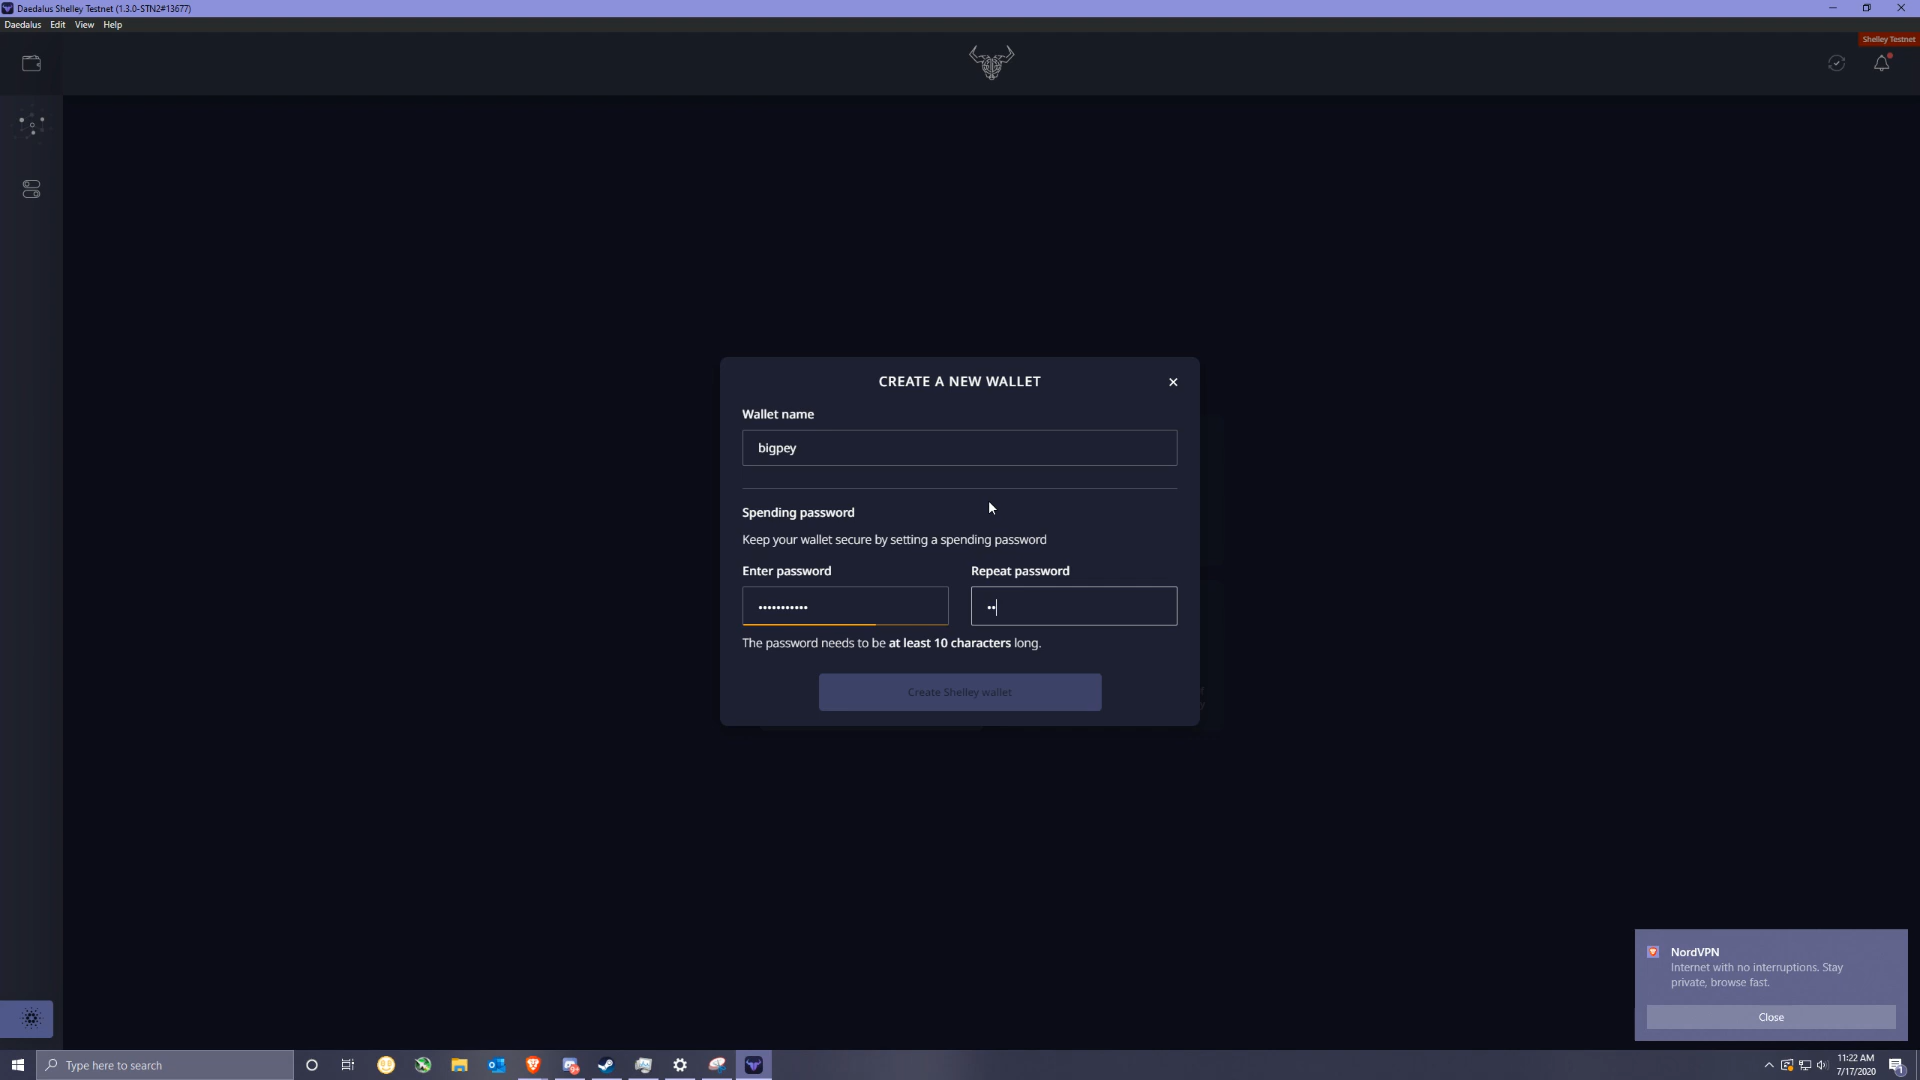 Daedalus Shelley Testnet (1.3.0-STN2#13677)
Daedalus Edit View Help
Shelley Testnet
CREATE A NEW WALLET
Wallet name
bigpey
Spending password
Keep your wallet secure by setting a spending password
Enter password
Repeat password
The password needs to be at least 10 characters long.
Create Shelley wallet
NordVPN
Internet with no interruptions. Stay
private, browse fast.
Close
Type here to search
11:22 AM
7/17/2020